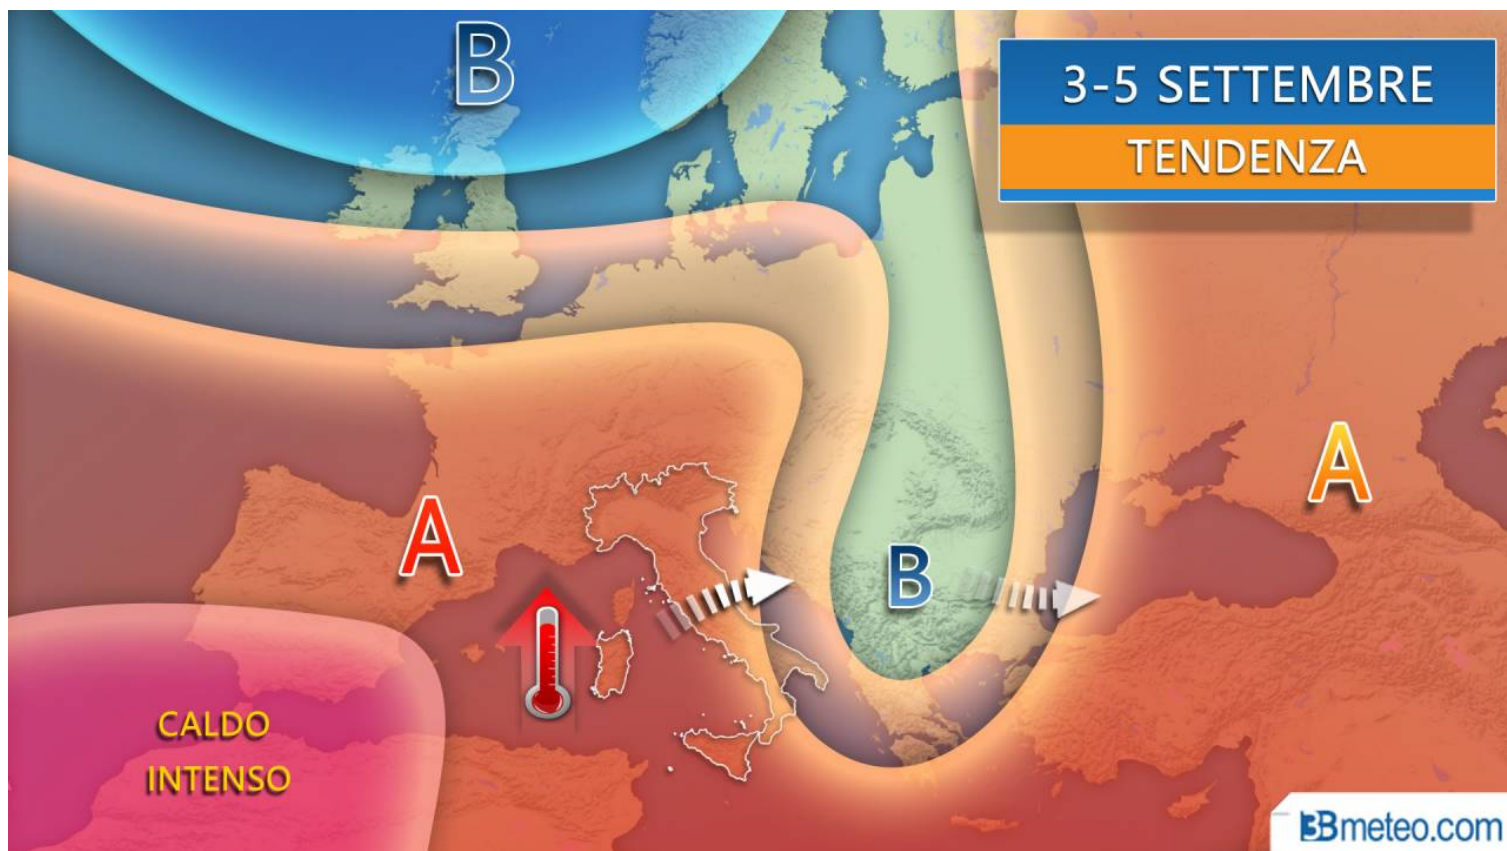 B
3-5 SETTEMBRE
TENDENZA
A
A
B
CALDO
INTENSO
3Bmeteo.com